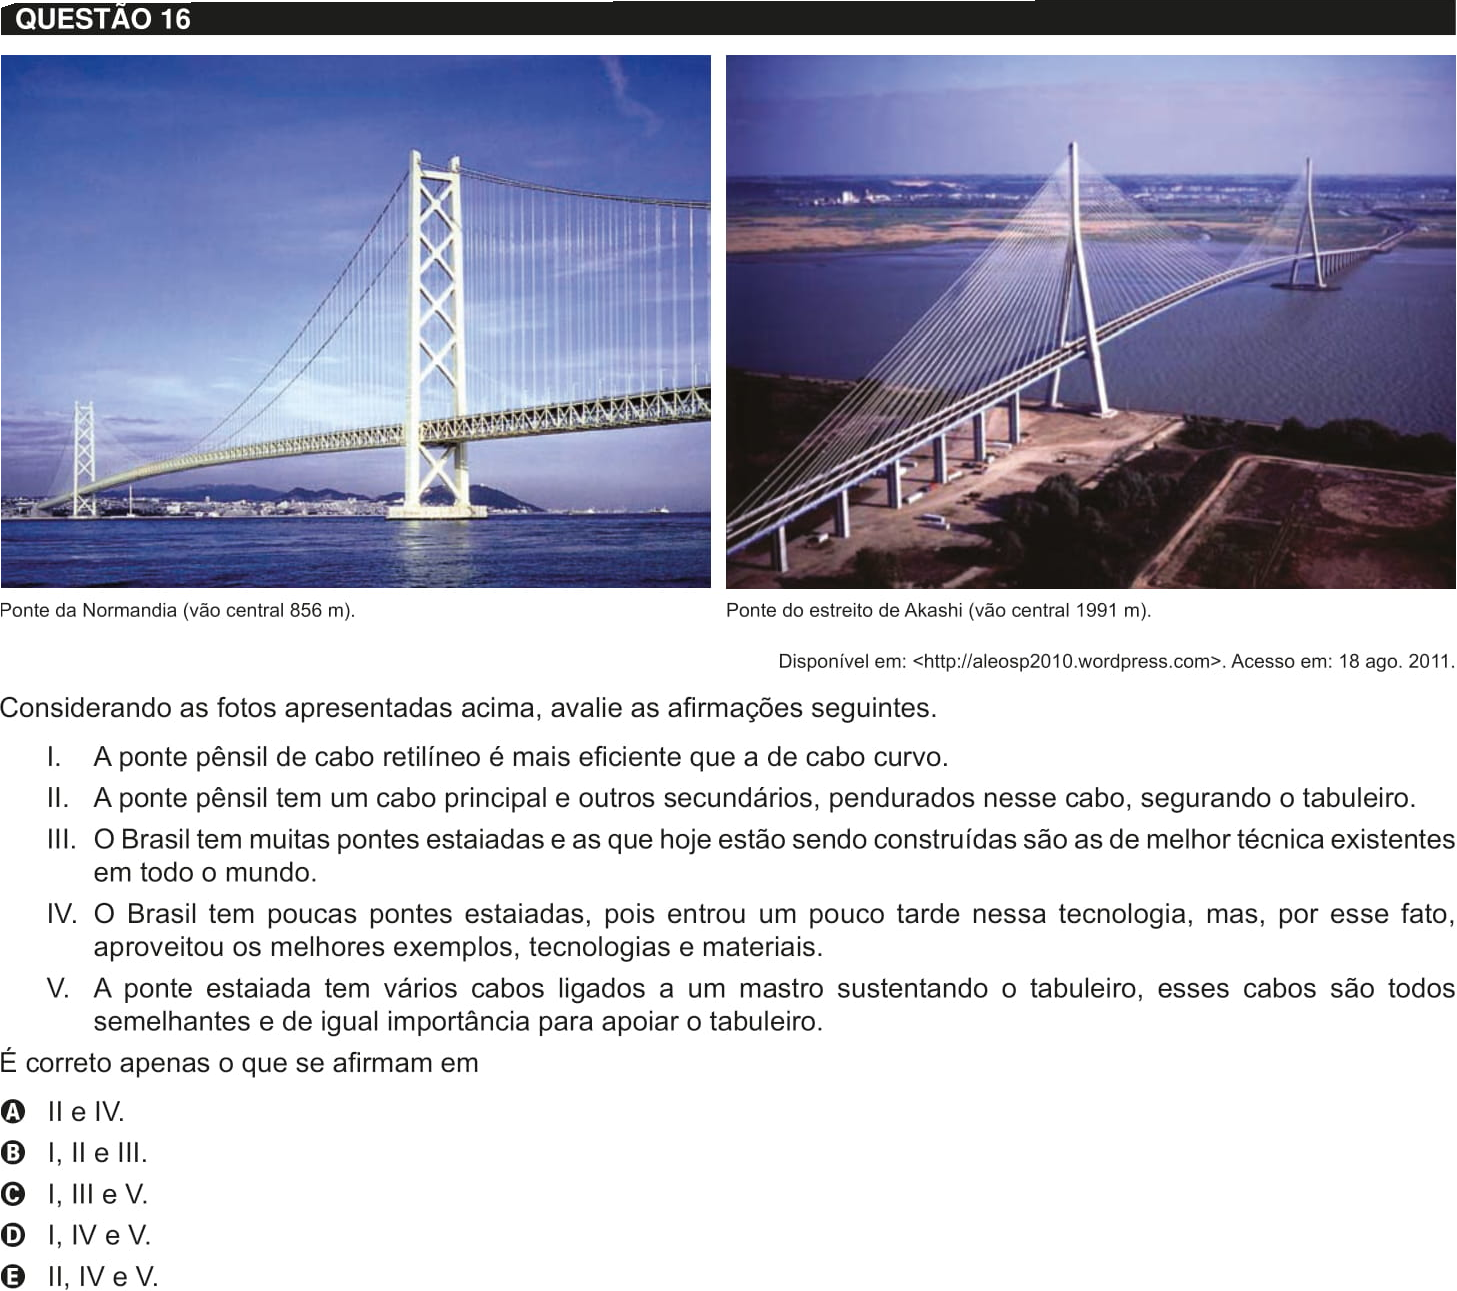 QUESTÃO 16
Ponte da Normandia (vão central 856 m).
Ponte do estreito de Akashi (vão central 1991 m).
Disponível em: <http://aleosp2010.wordpress.com>. Acesso em: 18 ago. 2011.
Considerando as fotos apresentadas acima, avalie as afirmações seguintes.
I. A ponte pênsil de cabo retilíneo é mais eficiente que a de cabo curvo.
II. A ponte pênsil tem um cabo principal e outros secundários, pendurados nesse cabo, segurando o tabuleiro.
III. O Brasil tem muitas pontes estaiadas e as que hoje estão sendo construídas são as de melhor técnica existentes
em todo o mundo.
IV. O Brasil tem poucas pontes estaiadas, pois entrou um pouco tarde nessa tecnologia, mas, por esse fato,
aproveitou os melhores exemplos, tecnologias e materiais.
V. A ponte estaiada tem vários cabos ligados a um mastro sustentando o tabuleiro, esses cabos são todos
semelhantes e de igual importância para apoiar o tabuleiro.
É correto apenas o que se afirmam em
A II e IV.
B I, II e III.
C I, III e V.
D I, IV e V.
E II, IV e V.